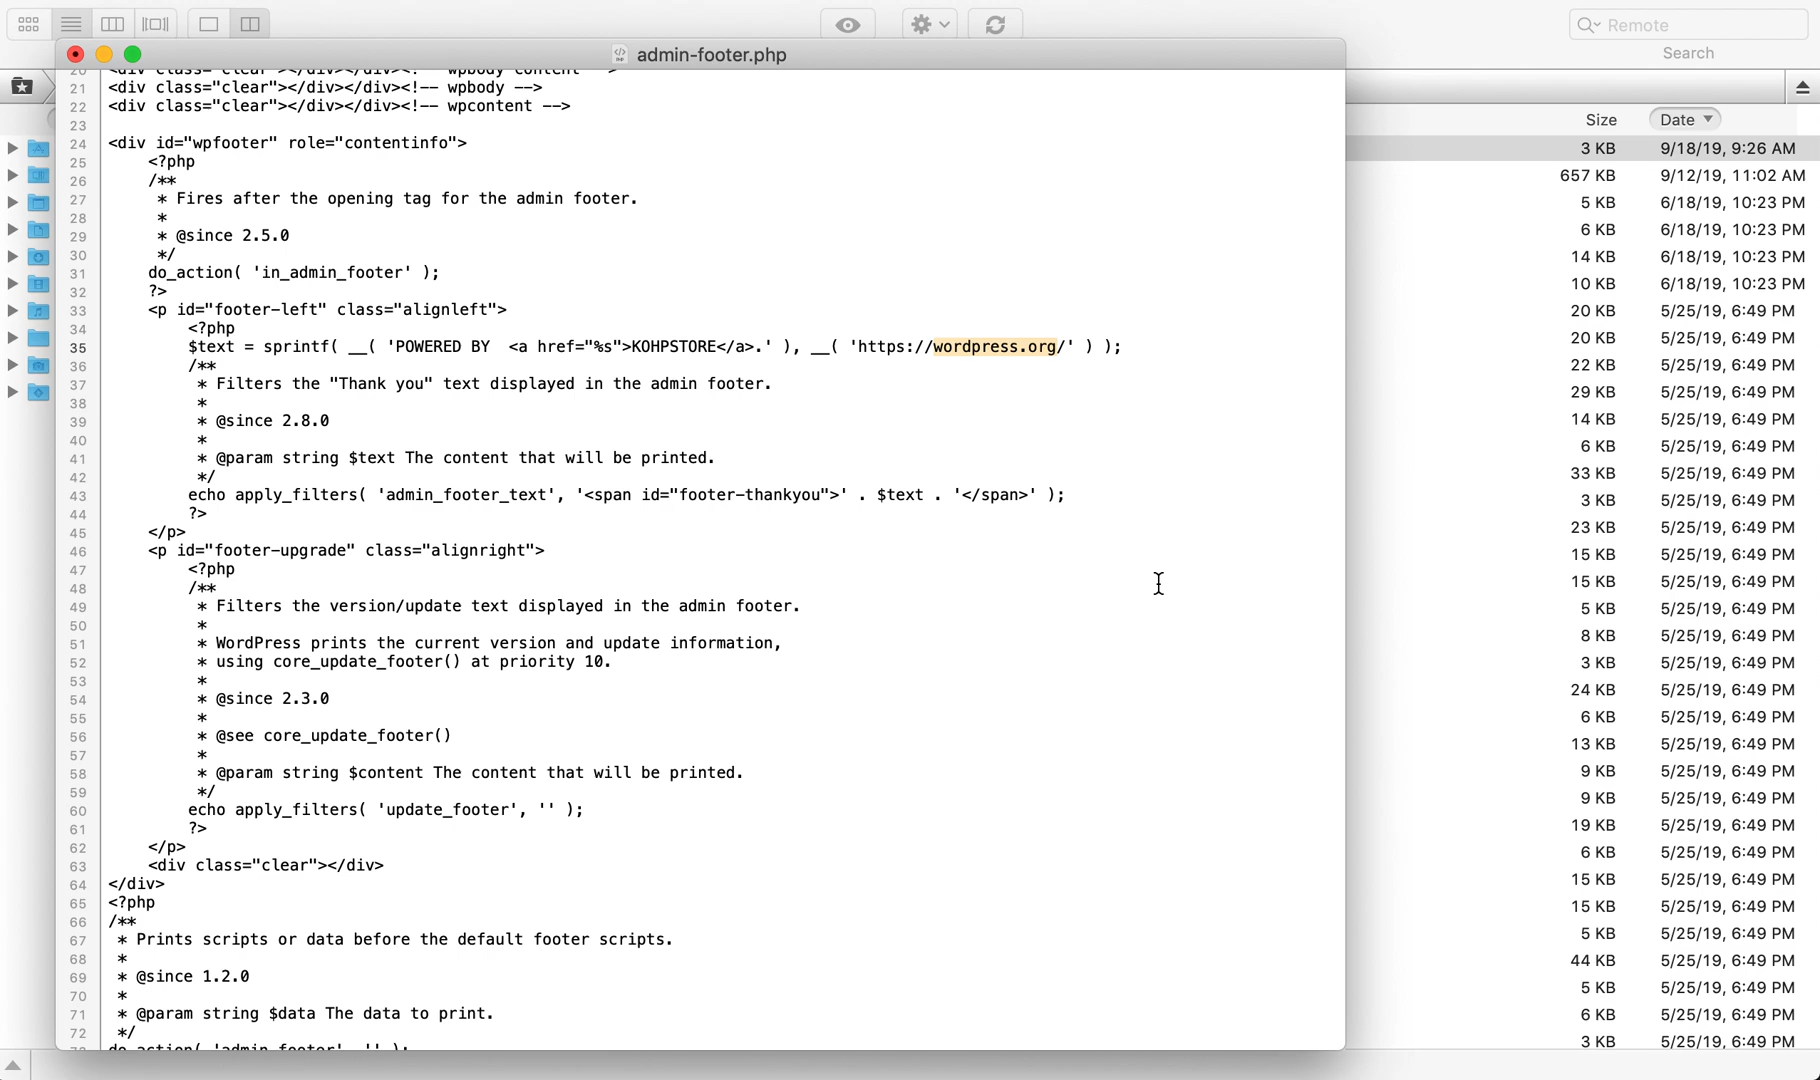 Remote
Search
admin-footer.php
Size Date
20 <div class="clear"></div></div><!-- wpbody-content -->
21 <div class="clear"></div></div><!-- wpbody -->
22 <div class="clear"></div></div><!-- wpcontent -->
23
24 <div id="wpfooter" role="contentinfo">
25 <?php
26 /**
27 * Fires after the opening tag for the admin footer.
28 *
29 * @since 2.5.0
30 */
31 do_action( 'in_admin_footer' );
32 ?>
33 <p id="footer-left" class="alignleft">
34 <?php
35 $text = sprintf( __( 'POWERED BY  <a href="%s">KOHPSTORE</a>.' ), __( 'https://wordpress.org/' ) );
36 /**
37 * Filters the "Thank you" text displayed in the admin footer.
38 *
39 * @since 2.8.0
40 *
41 * @param string $text The content that will be printed.
42 */
43 echo apply_filters( 'admin_footer_text', '<span id="footer-thankyou">' . $text . '</span>' );
44 ?>
45 </p>
46 <p id="footer-upgrade" class="alignright">
47 <?php
48 /**
49 * Filters the version/update text displayed in the admin footer.
50 *
51 * WordPress prints the current version and update information,
52 * using core_update_footer() at priority 10.
53 *
54 * @since 2.3.0
55 *
56 * @see core_update_footer()
57 *
58 * @param string $content The content that will be printed.
59 */
60 echo apply_filters( 'update_footer', '' );
61 ?>
62 </p>
63 <div class="clear"></div>
64 </div>
65 <?php
66 /**
67 * Prints scripts or data before the default footer scripts.
68 *
69 * @since 1.2.0
70 *
71 * @param string $data The data to print.
72 */
73 do_action( 'admin_footer', '' );
3 KB 9/18/19, 9:26 AM
657 KB 9/12/19, 11:02 AM
5 KB 6/18/19, 10:23 PM
6 KB 6/18/19, 10:23 PM
14 KB 6/18/19, 10:23 PM
10 KB 6/18/19, 10:23 PM
20 KB 5/25/19, 6:49 PM
20 KB 5/25/19, 6:49 PM
22 KB 5/25/19, 6:49 PM
29 KB 5/25/19, 6:49 PM
14 KB 5/25/19, 6:49 PM
6 KB 5/25/19, 6:49 PM
33 KB 5/25/19, 6:49 PM
3 KB 5/25/19, 6:49 PM
23 KB 5/25/19, 6:49 PM
15 KB 5/25/19, 6:49 PM
15 KB 5/25/19, 6:49 PM
5 KB 5/25/19, 6:49 PM
8 KB 5/25/19, 6:49 PM
3 KB 5/25/19, 6:49 PM
24 KB 5/25/19, 6:49 PM
6 KB 5/25/19, 6:49 PM
13 KB 5/25/19, 6:49 PM
9 KB 5/25/19, 6:49 PM
9 KB 5/25/19, 6:49 PM
19 KB 5/25/19, 6:49 PM
6 KB 5/25/19, 6:49 PM
15 KB 5/25/19, 6:49 PM
15 KB 5/25/19, 6:49 PM
5 KB 5/25/19, 6:49 PM
44 KB 5/25/19, 6:49 PM
5 KB 5/25/19, 6:49 PM
6 KB 5/25/19, 6:49 PM
3 KB 5/25/19, 6:49 PM